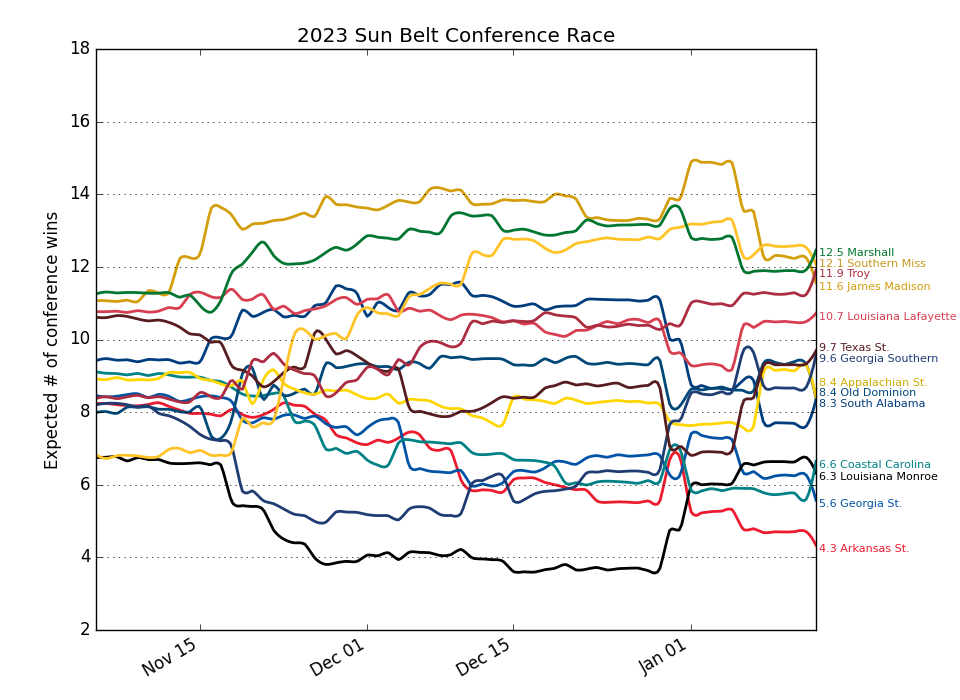 2023 Sun Belt Conference Race
Expected # of conference wins
18
16
14
12
10
8
6
4
2
Nov 15
Dec 01
Dec 15
Jan 01
12.5 Marshall
12.1 Southern Miss
11.9 Troy
11.6 James Madison
10.7 Louisiana Lafayette
9.7 Texas St.
9.6 Georgia Southern
8.4 Appalachian St.
8.4 Old Dominion
8.3 South Alabama
6.6 Coastal Carolina
6.3 Louisiana Monroe
5.6 Georgia St.
4.3 Arkansas St.